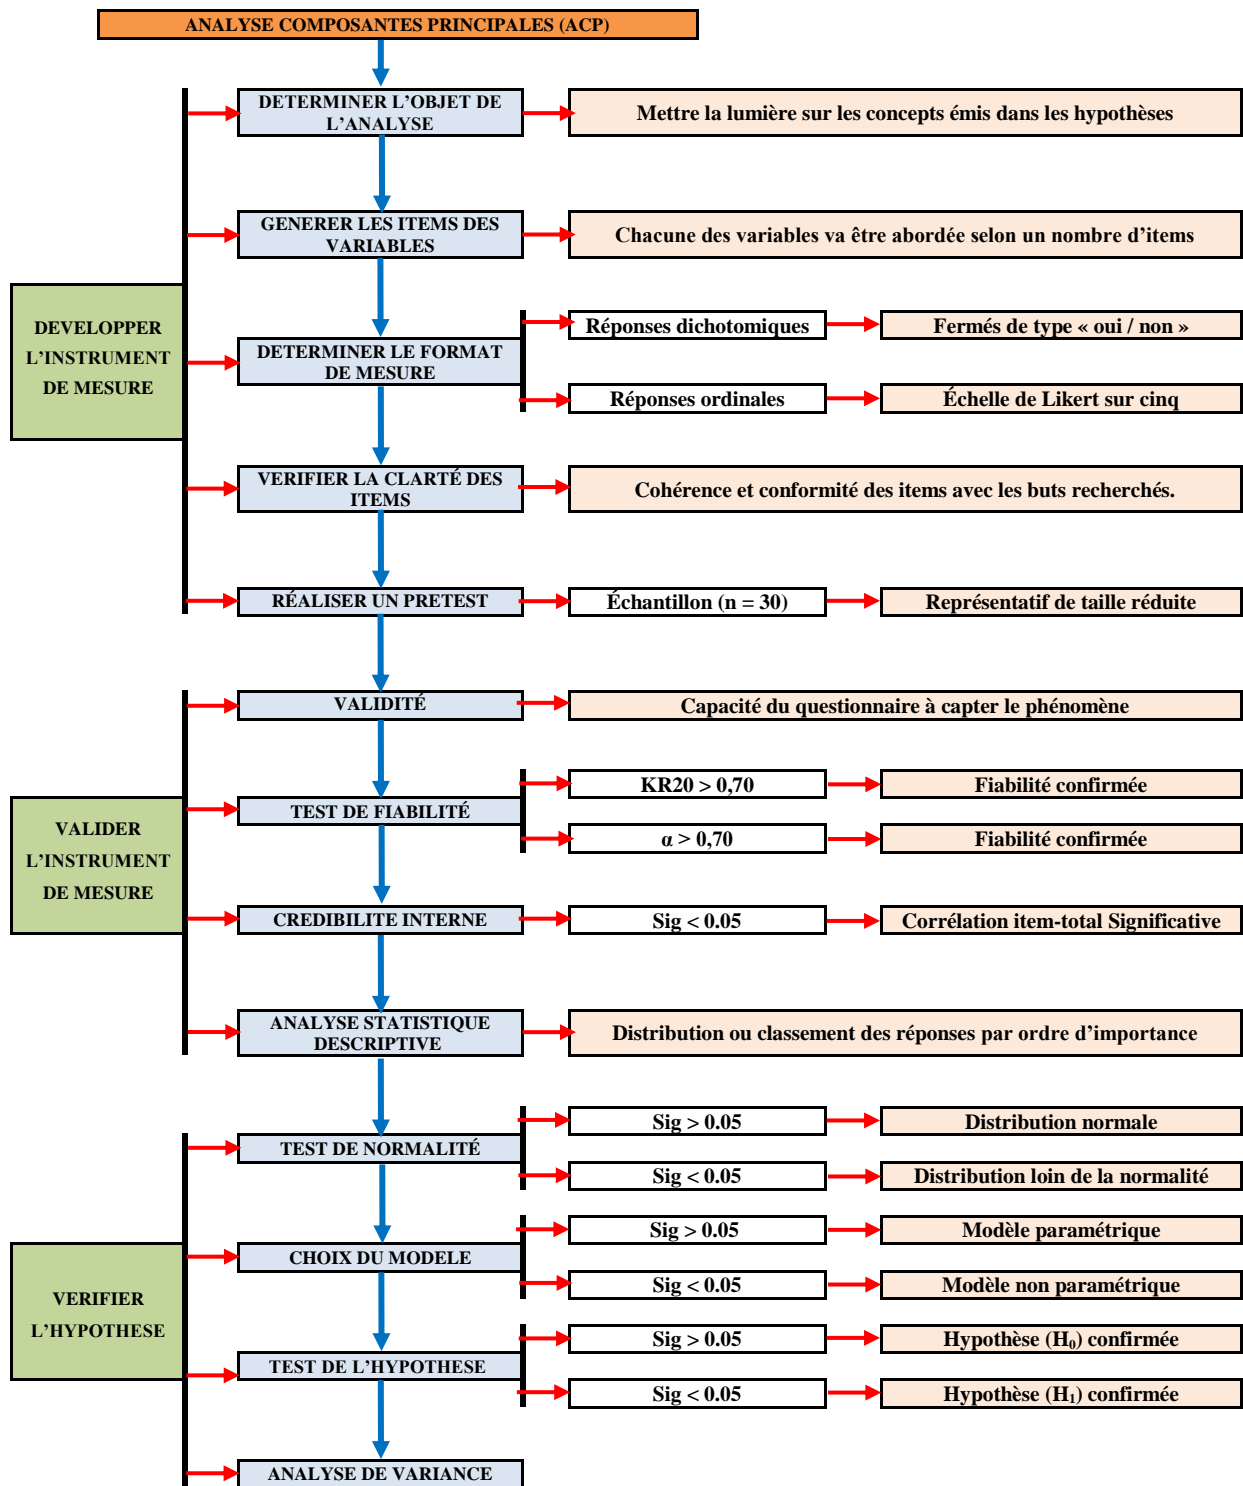 ANALYSE COMPOSANTES PRINCIPALES (ACP)
DETERMINER L'OBJET DE
L'ANALYSE
Mettre la lumière sur les concepts émis dans les hypothèses
GENERER LES ITEMS DES
VARIABLES
Chacune des variables va être abordée selon un nombre d'items
DEVELOPPER
L'INSTRUMENT
DE MESURE
DETERMINER LE FORMAT
DE MESURE
Réponses dichotomiques
Fermés de type « oui / non »
Réponses ordinales
Échelle de Likert sur cinq
VERIFIER LA CLARTÉ DES
ITEMS
Cohérence et conformité des items avec les buts recherchés.
RÉALISER UN PRETEST
Échantillon (n = 30)
Représentatif de taille réduite
VALIDITÉ
Capacité du questionnaire à capter le phénomène
VALIDER
L'INSTRUMENT
DE MESURE
TEST DE FIABILITÉ
KR20 > 0,70
Fiabilité confirmée
α > 0,70
Fiabilité confirmée
CREDIBILITE INTERNE
Sig < 0.05
Corrélation item-total Significative
ANALYSE STATISTIQUE
DESCRIPTIVE
Distribution ou classement des réponses par ordre d'importance
TEST DE NORMALITÉ
Sig > 0.05
Distribution normale
Sig < 0.05
Distribution loin de la normalité
VERIFIER
L'HYPOTHESE
CHOIX DU MODELE
Sig > 0.05
Modèle paramétrique
Sig < 0.05
Modèle non paramétrique
TEST DE L'HYPOTHESE
Sig > 0.05
Hypothèse (H₀) confirmée
Sig < 0.05
Hypothèse (H₁) confirmée
ANALYSE DE VARIANCE